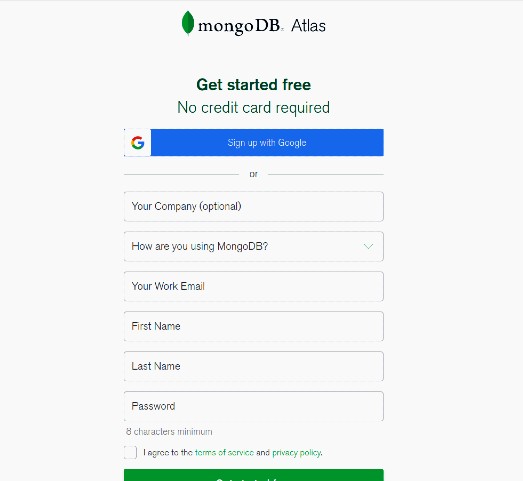 mongoDB. Atlas
Get started free
No credit card required
Sign up with Google
or
Your Company (optional)
How are you using MongoDB?
Your Work Email
First Name
Last Name
Password
8 characters minimum
I agree to the terms of service and privacy policy.